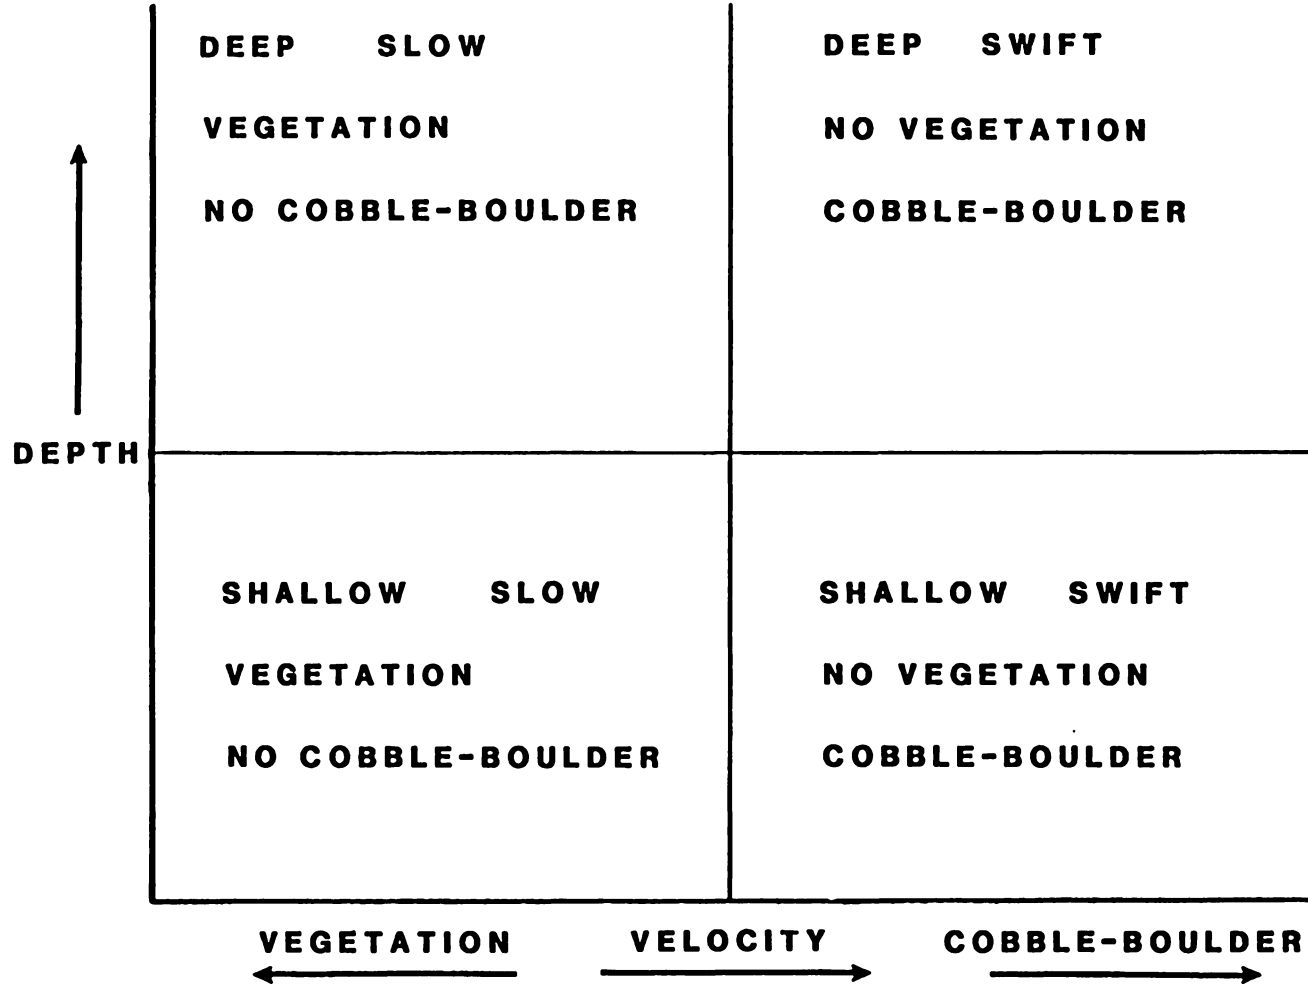 DEEP SLOW
VEGETATION
NO COBBLE-BOULDER
DEEP SWIFT
NO VEGETATION
COBBLE-BOULDER
DEPTH
SHALLOW SLOW
VEGETATION
NO COBBLE-BOULDER
SHALLOW SWIFT
NO VEGETATION
COBBLE-BOULDER
VEGETATION
VELOCITY
COBBLE-BOULDER